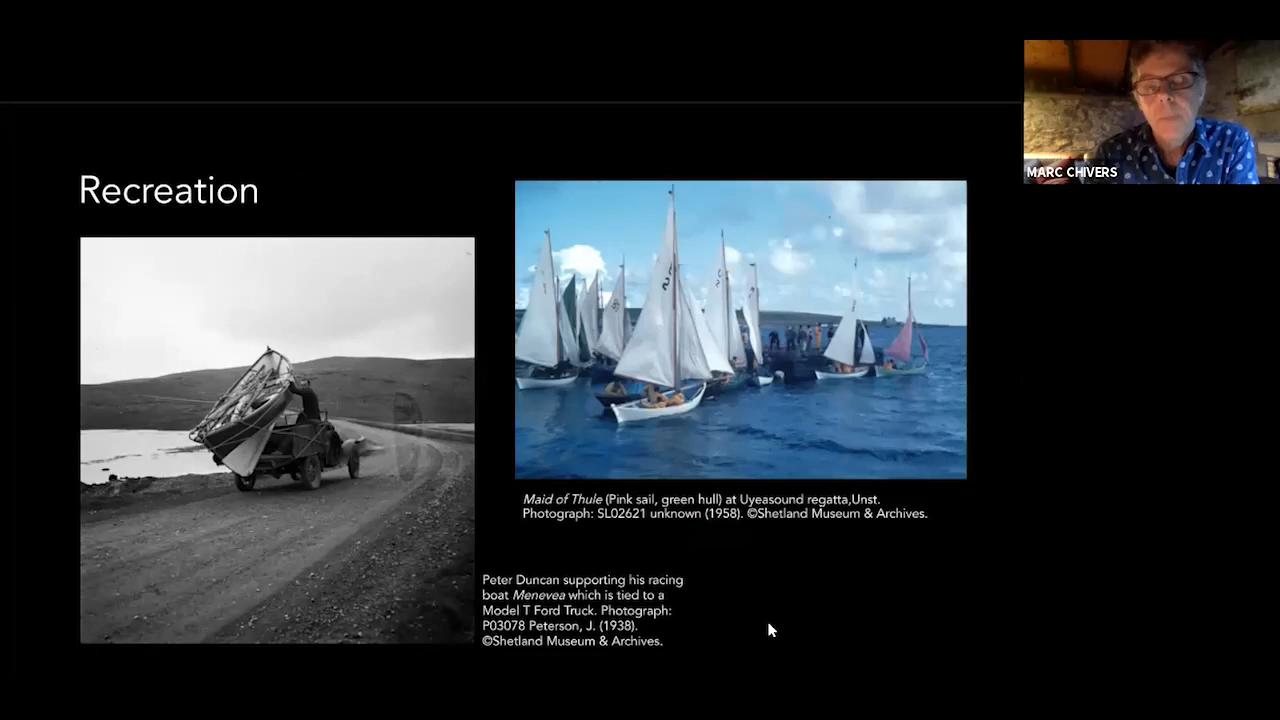 Recreation
MARC CHIVERS
Maid of Thule (Pink sail, green hull) at Uyeasound regatta,Unst.
Photograph: SL02621 unknown (1958). ©Shetland Museum & Archives.
Peter Duncan supporting his racing
boat Menevea which is tied to a
Model T Ford Truck. Photograph:
P03078 Peterson, J. (1938).
©Shetland Museum & Archives.